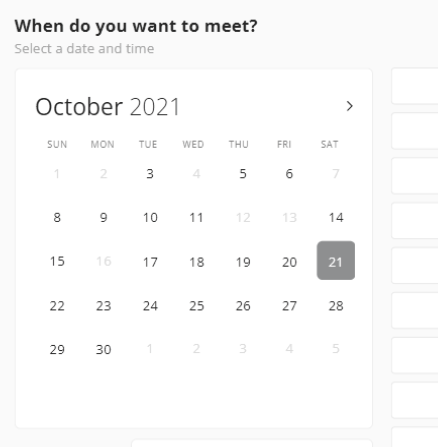 When do you want to meet?
Select a date and time
October 2021
SUN MON TUE WED THU FRI SAT
1 2 3 4 5 6 7
8 9 10 11 12 13 14
15 16 17 18 19 20 21
22 23 24 25 26 27 28
29 30 1 2 3 4 5